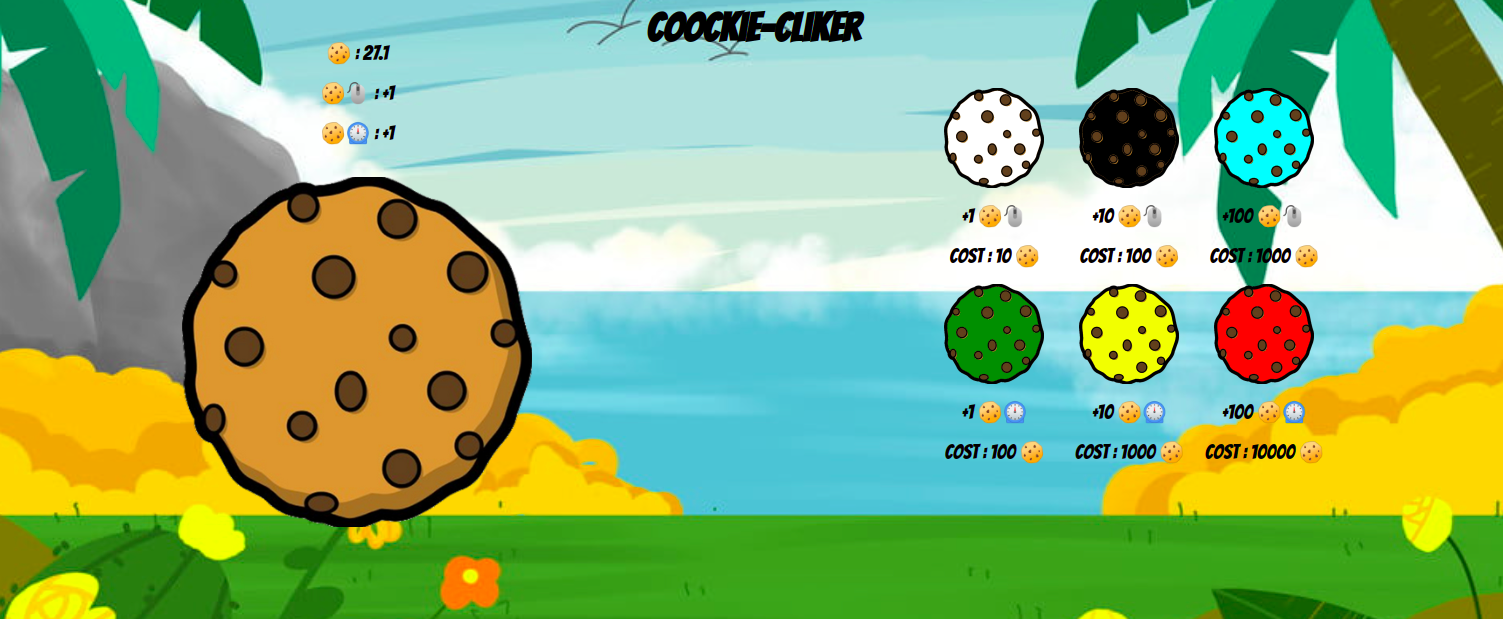 COOCKIE-CLIKER
: 27.1
: +1
: +1
+1 +10 +100
COST : 10 COST : 100 COST : 1000
+1 +10 +100
COST : 100 COST : 1000 COST : 10000